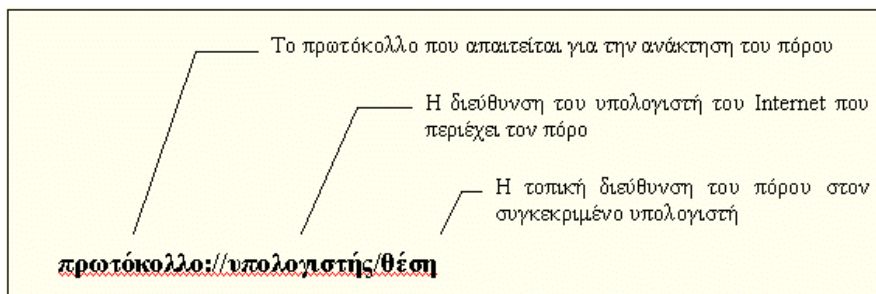 Το πρωτόκολλο που απαιτείται για την ανάκτηση του πόρου
Η διεύθυνση του υπολογιστή του Internet που
περιέχει τον πόρο
Η τοπική διεύθυνση του πόρου στον
συγκεκριμένο υπολογιστή
πρωτόκολλο://υπολογιστής/θέση